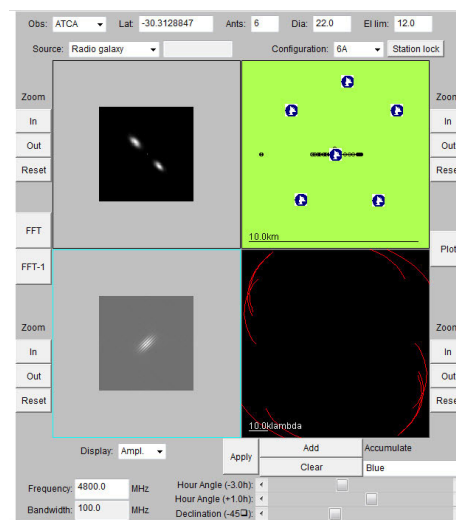 Obs: ATCA Lat: -30.3128847 Ants: 6 Dia: 22.0 El lim: 12.0
Source: Radio galaxy Configuration: 6A Station lock
Zoom Zoom
In In
Out Out
Reset Rese
FFT
10.0km
Plot
FFT-1
Zoom Zoom
In In
Out Out
Reset Rese
10.0klambda
Display: Ampl. Apply Add Accumulate
Clear Blue
Frequency: 4800.0 MHz Hour Angle (-3.0h):
Hour Angle (+1.0h):
Bandwidth: 100.0 MHz Declination (-45□):